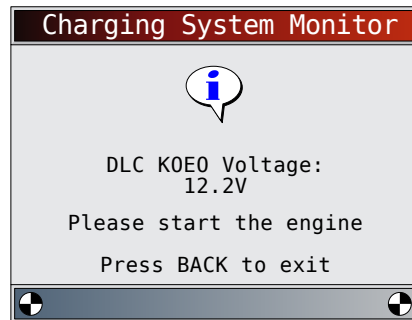 Charging System Monitor
i
DLC KOEO Voltage:
12.2V
Please start the engine
Press BACK to exit